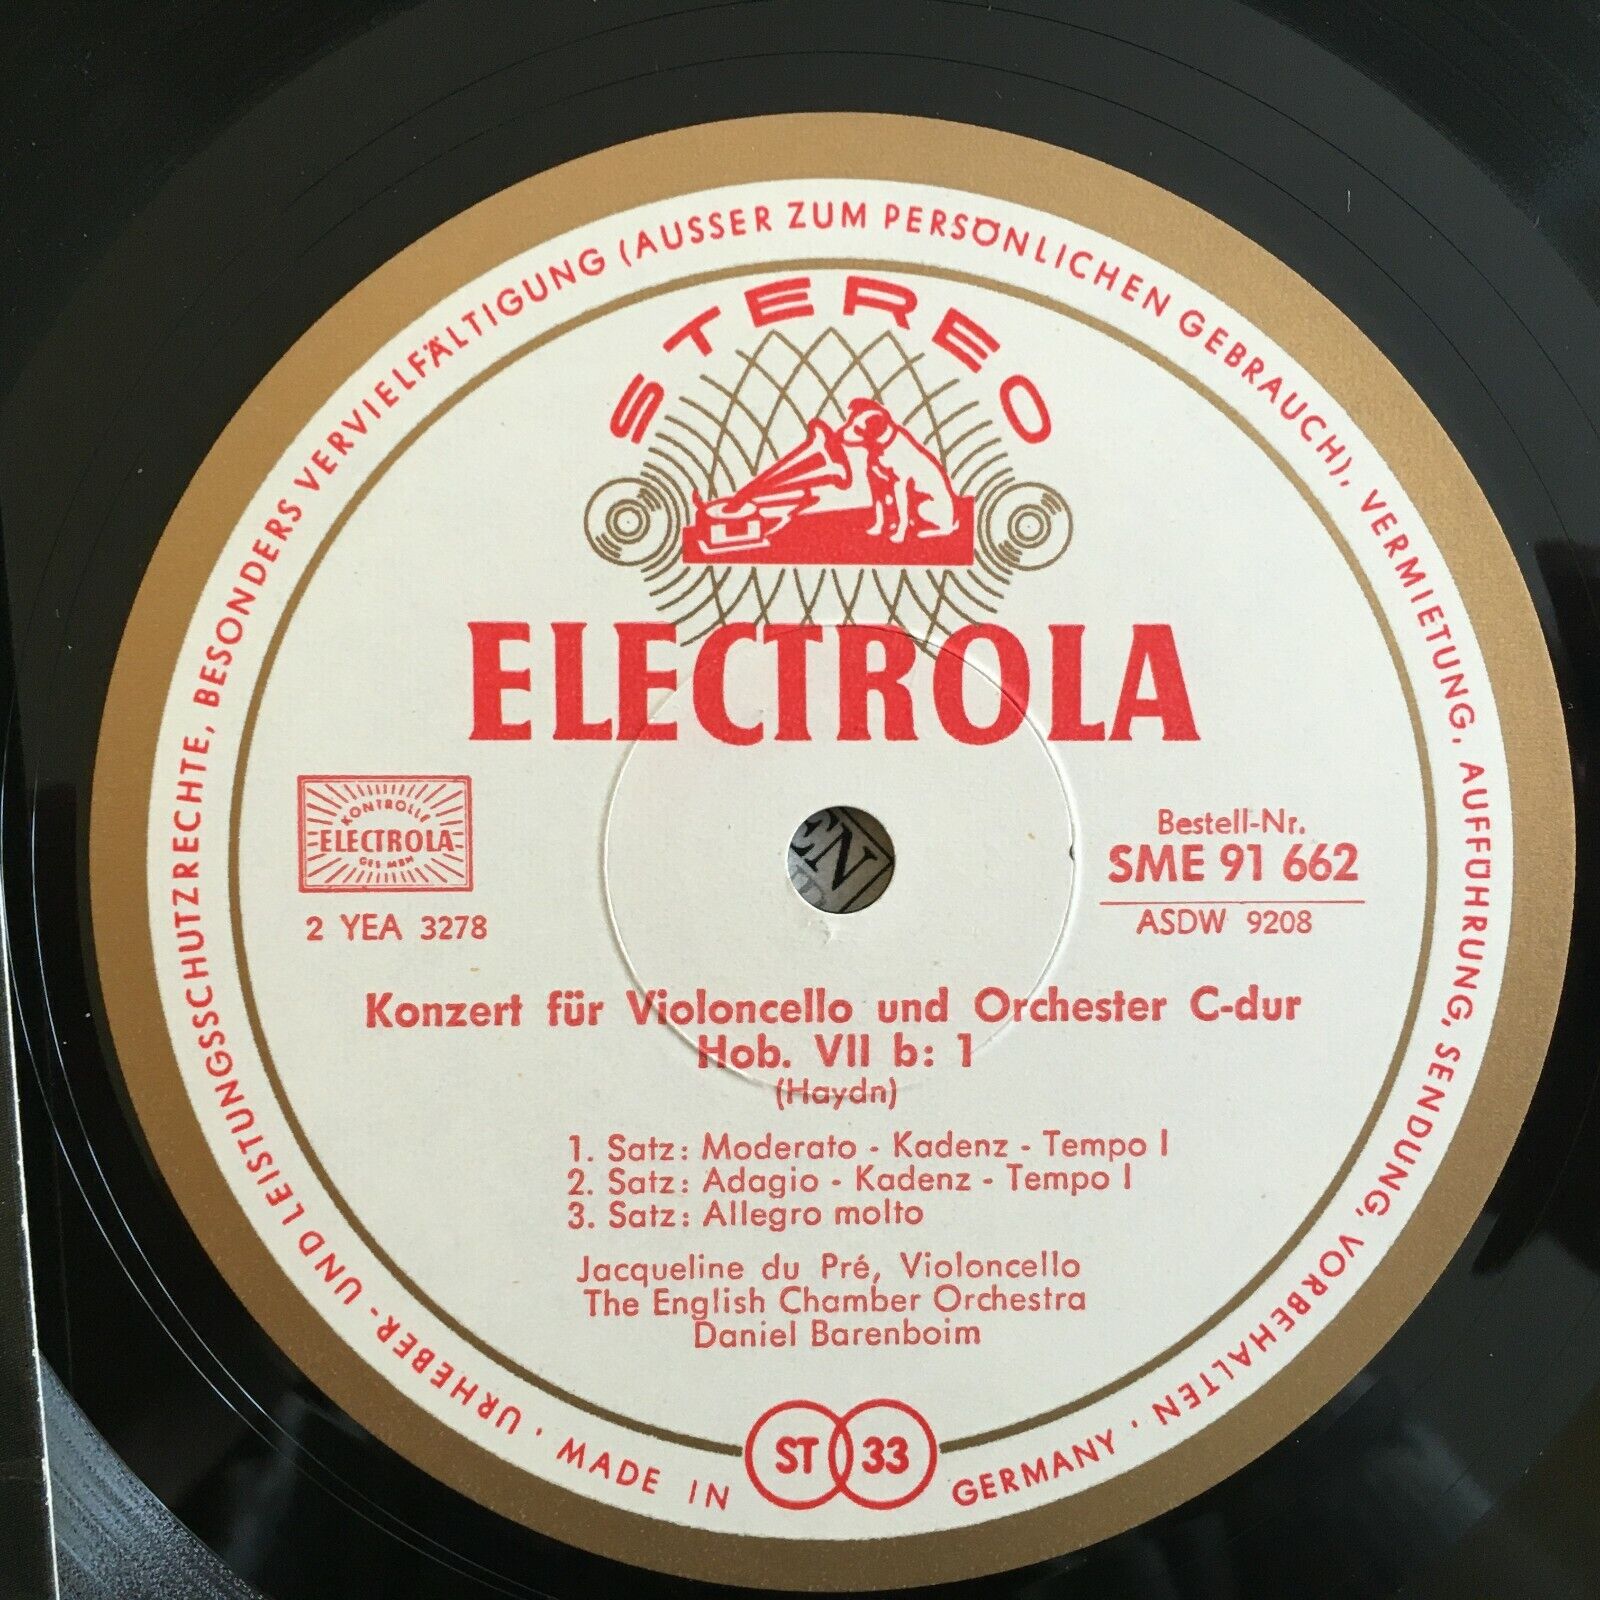 URHEBER- UND LEISTUNGSSCHUTZRECHTE, BESONDERS VERVIELFÄLTIGUNG (AUSSER ZUM PERSÖNLICHEN GEBRAUCH), VERMIETUNG, AUFFÜHRUNG, SENDUNG, VORBEHALTEN ·
STEREO
ELECTROLA
KONTROLLE
ELECTROLA
GES MBH
2 YEA 3278
EN
Bestell-Nr.
SME 91 662
ASDW 9208
Konzert für Violoncello und Orchester C-dur
Hob. VII b: 1
(Haydn)
1. Satz: Moderato - Kadenz - Tempo I
2. Satz: Adagio - Kadenz - Tempo I
3. Satz: Allegro molto
Jacqueline du Pré, Violoncello
The English Chamber Orchestra
Daniel Barenboim
ST 33
· MADE IN GERMANY ·